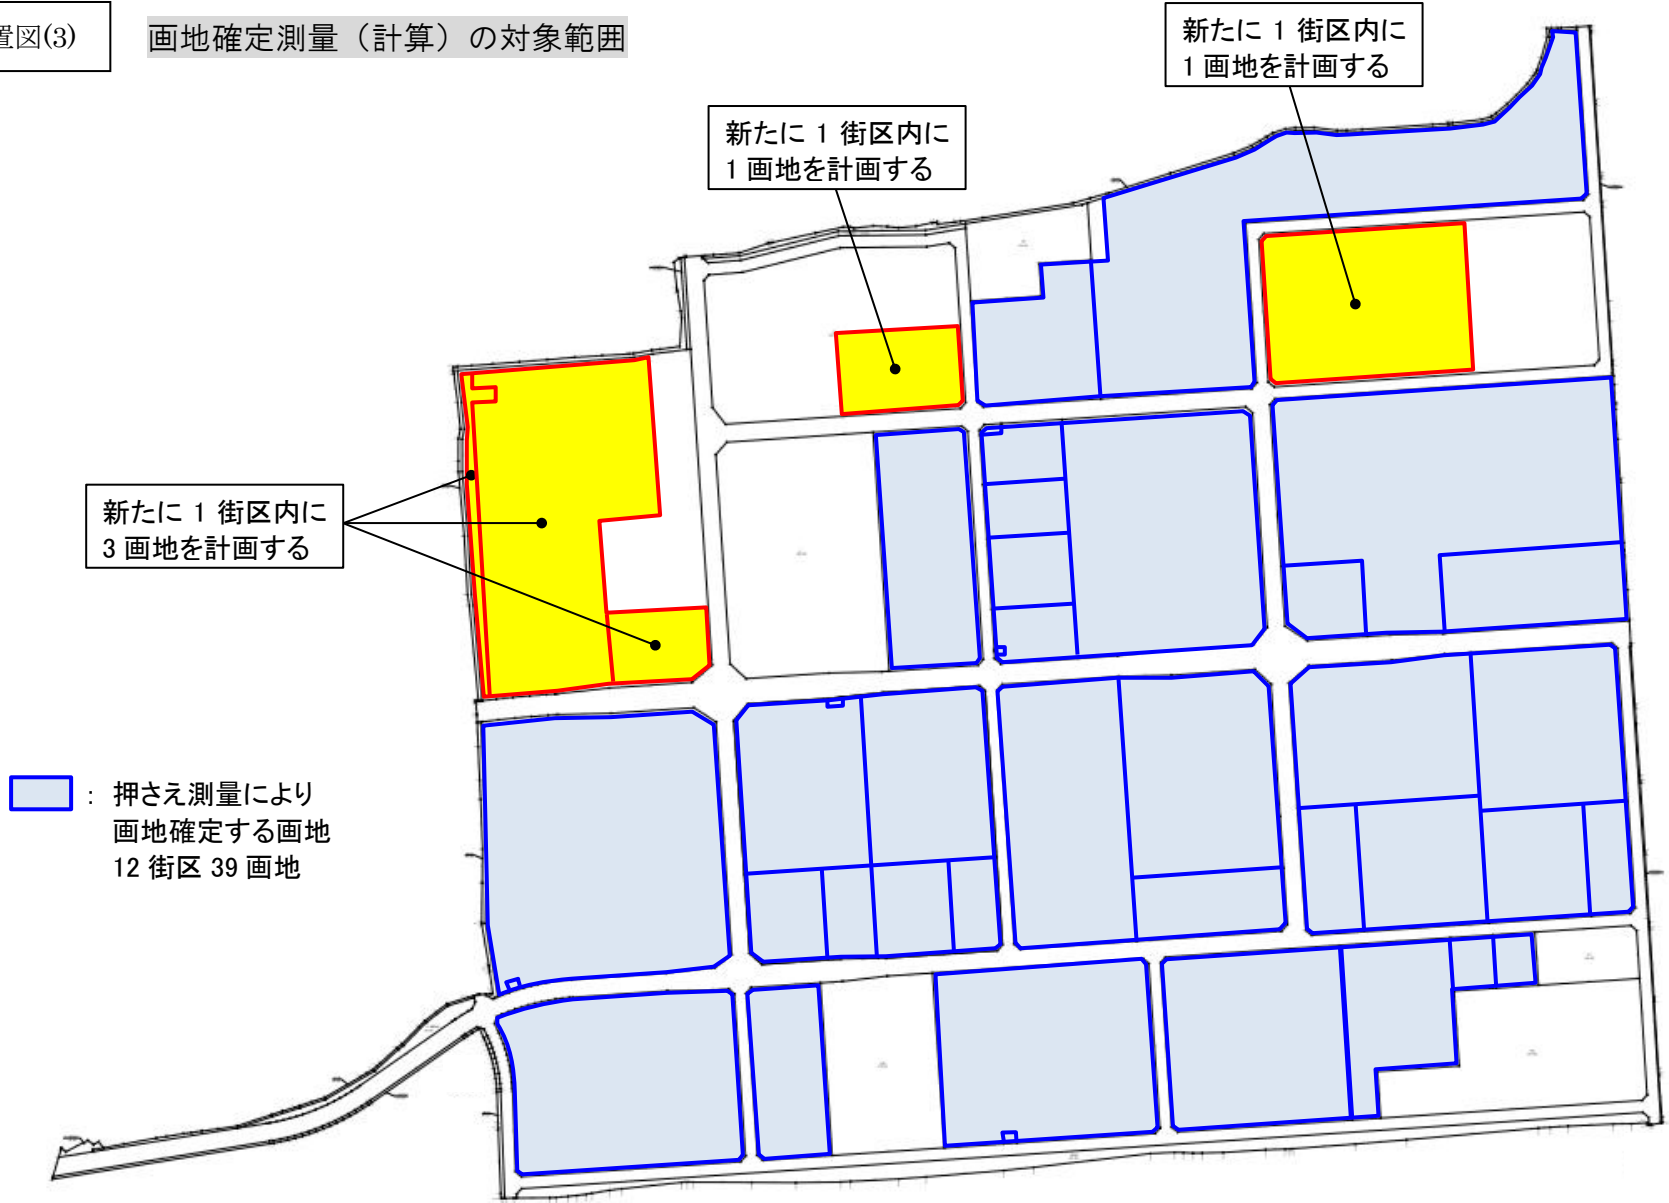 置図(3)
画地確定測量（計算）の対象範囲
新たに 1 街区内に
1 画地を計画する
新たに 1 街区内に
1 画地を計画する
新たに 1 街区内に
3 画地を計画する
： 押さえ測量により
画地確定する画地
12 街区 39 画地